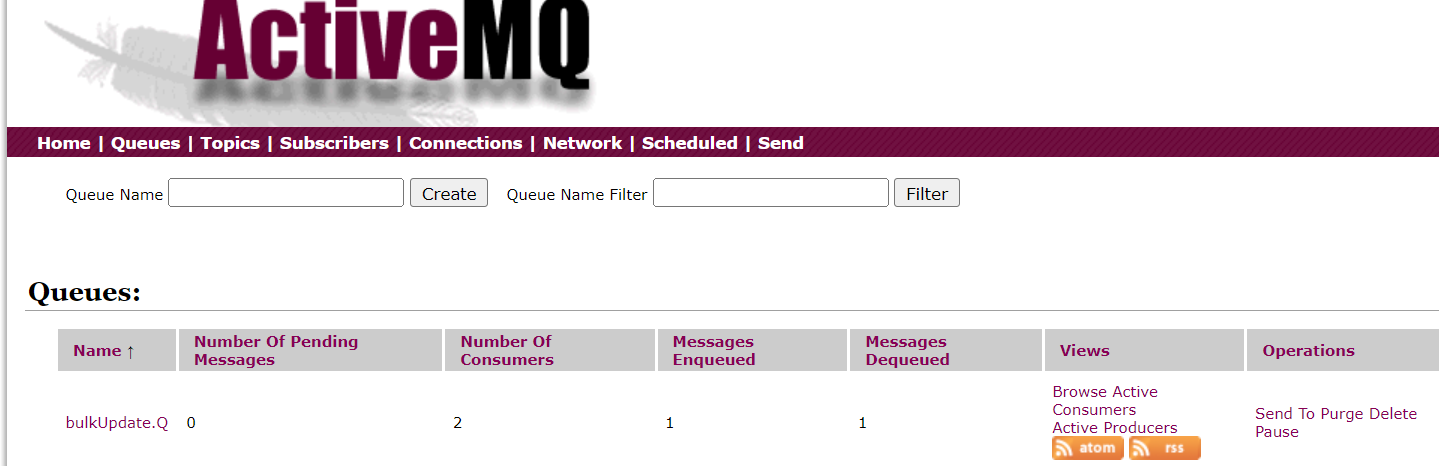 ActiveMQ
Home | Queues | Topics | Subscribers | Connections | Network | Scheduled | Send
Queue Name Create Queue Name Filter Filter
Queues:
Name ↑
Number Of Pending
Messages
Number Of
Consumers
Messages
Enqueued
Messages
Dequeued
Views
Operations
bulkUpdate.Q
0
2
1
1
Browse Active
Consumers
Active Producers
atom rss
Send To Purge Delete
Pause